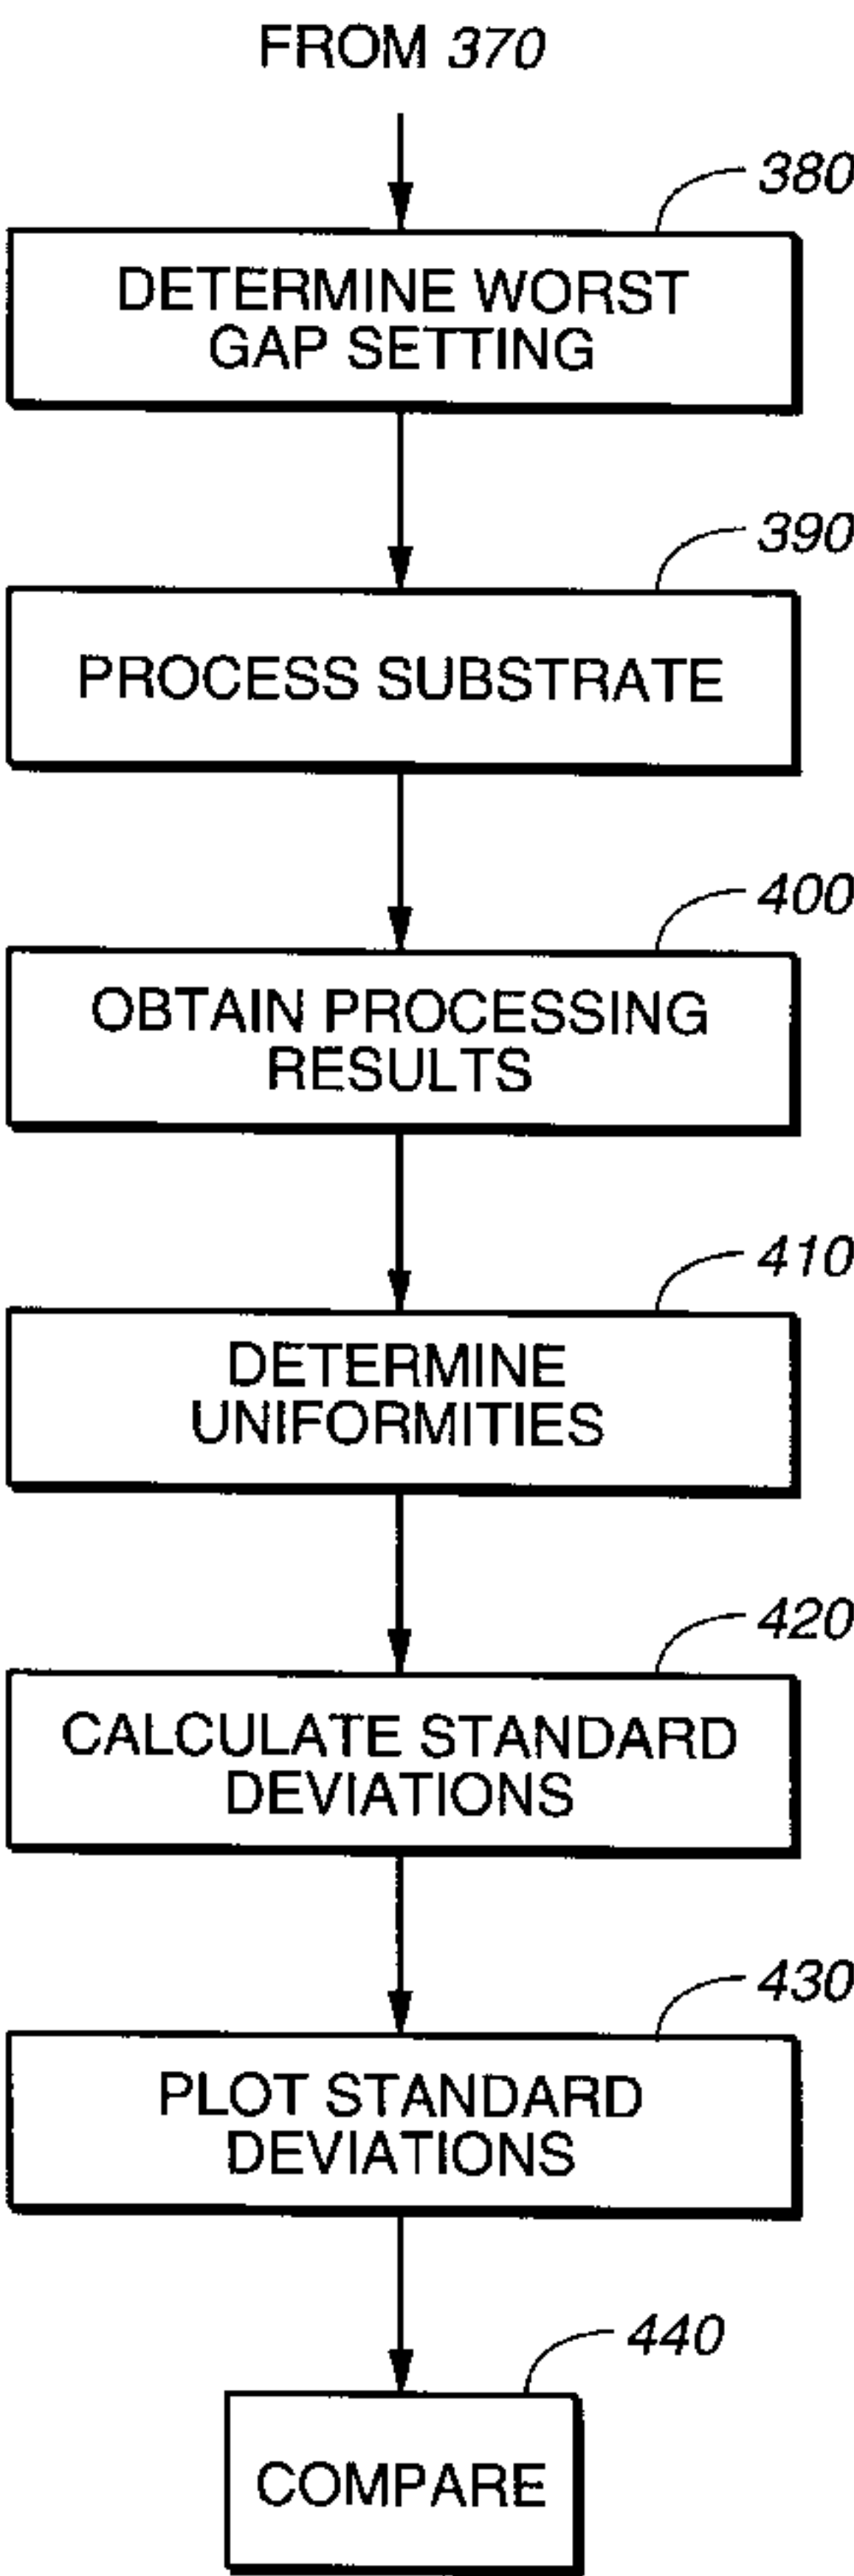 FROM 370
380
DETERMINE WORST
GAP SETTING
390
PROCESS SUBSTRATE
400
OBTAIN PROCESSING
RESULTS
410
DETERMINE
UNIFORMITIES
420
CALCULATE STANDARD
DEVIATIONS
430
PLOT STANDARD
DEVIATIONS
440
COMPARE